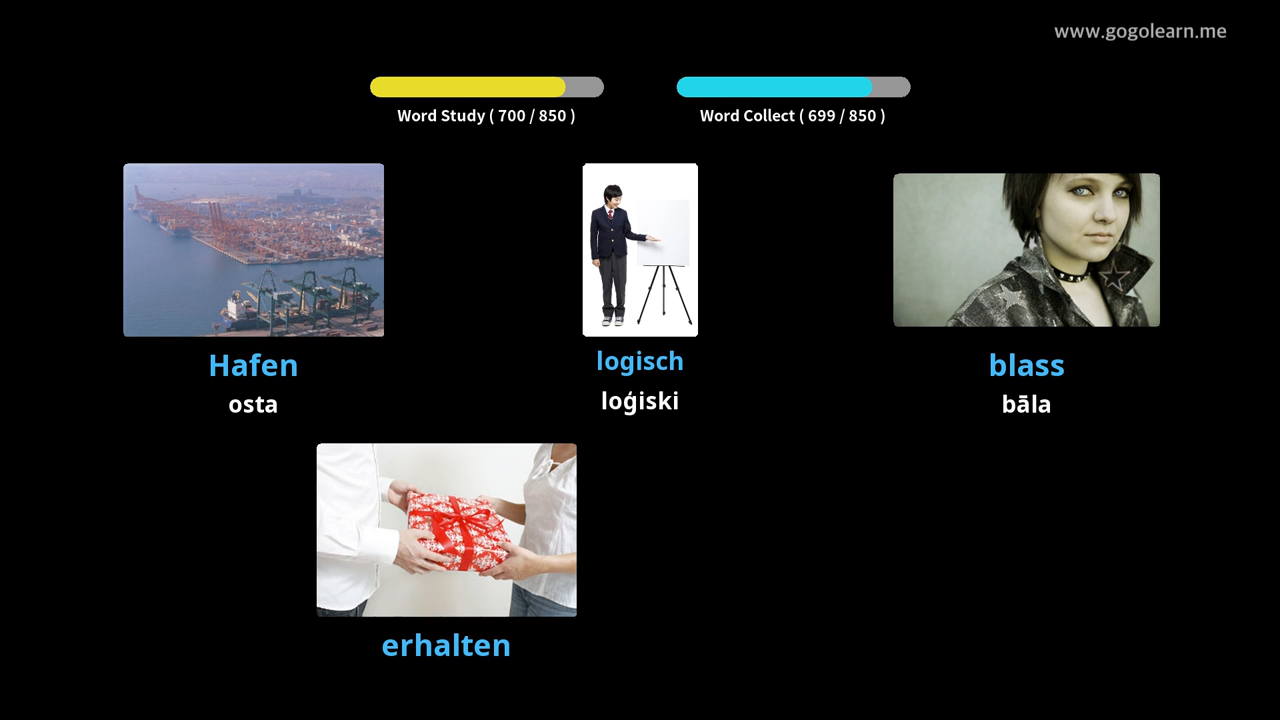 www.gogolearn.me
Word Study ( 700 / 850 )
Word Collect ( 699 / 850 )
Hafen
osta
logisch
loģiski
blass
bāla
erhalten